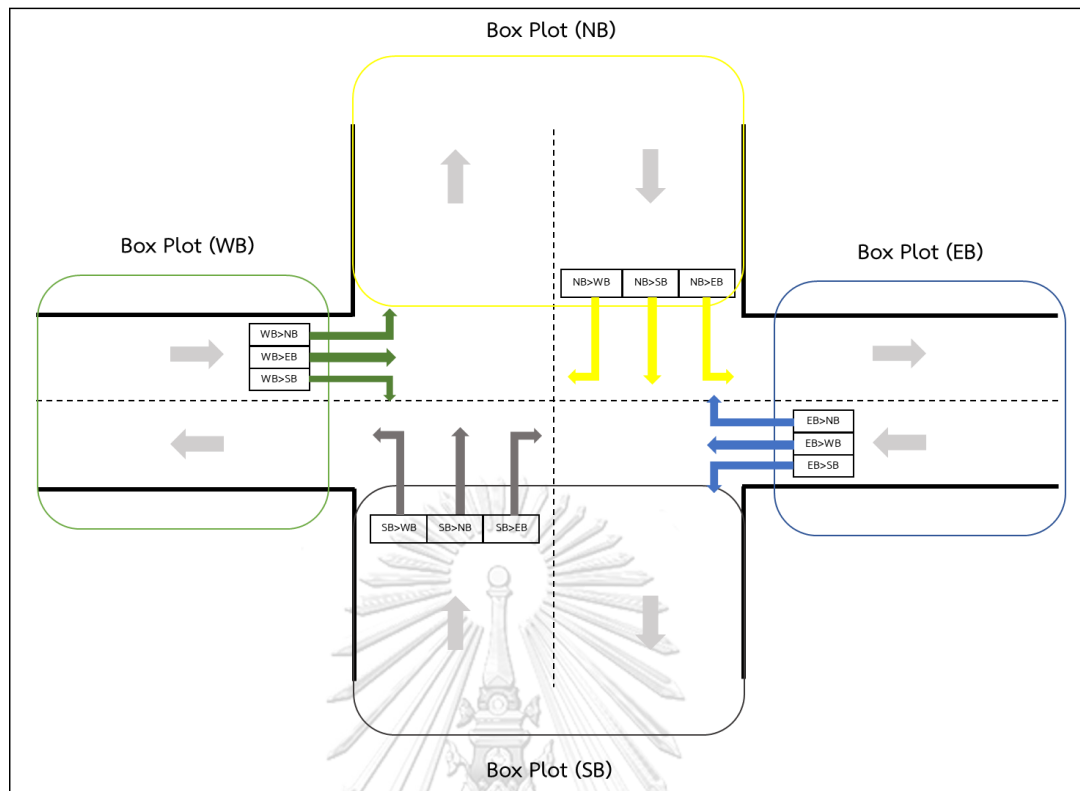 Box Plot (NB)
Box Plot (WB)
Box Plot (EB)
NB>WB NB>SB NB>EB
WB>NB
WB>EB
WB>SB
EB>NB
EB>WB
EB>SB
SB>WB SB>NB SB>EB
Box Plot (SB)